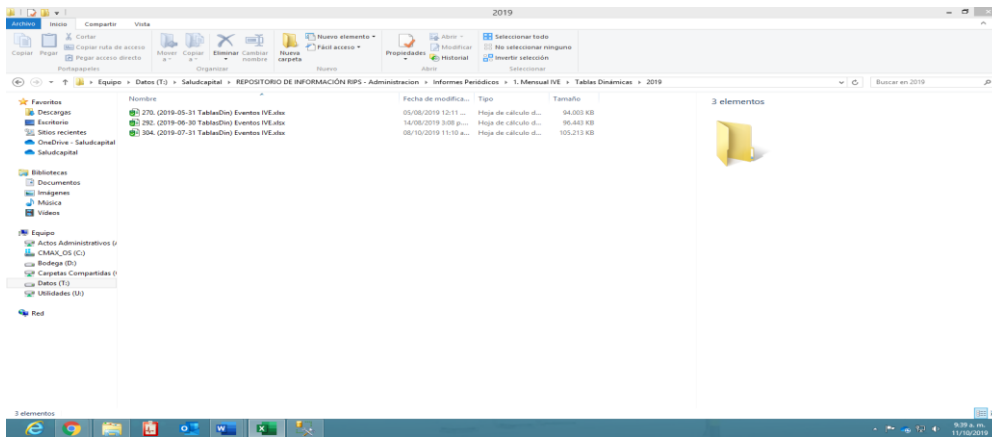 2019
Archivo Inicio Compartir Vista
Copiar Pegar
Cortar
Copiar ruta de acceso
Pegar acceso directo
Portapapeles
Mover a
Copiar a
Eliminar
Cambiar nombre
Organizar
Nueva carpeta
Nuevo elemento
Fácil acceso
Nuevo
Propiedades
Abrir
Modificar
Historial
Abrir
Seleccionar todo
No seleccionar ninguno
Invertir selección
Seleccionar
Equipo Datos (T:) Saludcapital REPOSITORIO DE INFORMACIÓN RIPS - Administracion Informes Periódicos 1. Mensual IVE Tablas Dinámicas 2019
Buscar en 2019
Favoritos
Descargas
Escritorio
Sitios recientes
OneDrive - Saludcapital
Saludcapital
Bibliotecas
Documentos
Imágenes
Música
Vídeos
Equipo
Actos Administrativos (
CMAX_OS (C:)
Bodega (D:)
Carpetas Compartidas (
Datos (T:)
Utilidades (U:)
Red
Nombre Fecha de modifica... Tipo Tamaño
270. (2019-05-31 TablasDin) Eventos IVE.xlsx 05/08/2019 12:11 ... Hoja de cálculo d... 94.003 KB
292. (2019-06-30 TablasDin) Eventos IVE.xlsx 14/08/2019 3:08 p.... Hoja de cálculo d... 96.443 KB
304. (2019-07-31 TablasDin) Eventos IVE.xlsx 08/10/2019 11:10 a... Hoja de cálculo d... 105.213 KB
3 elementos
3 elementos
9:39 a. m.
11/10/2019